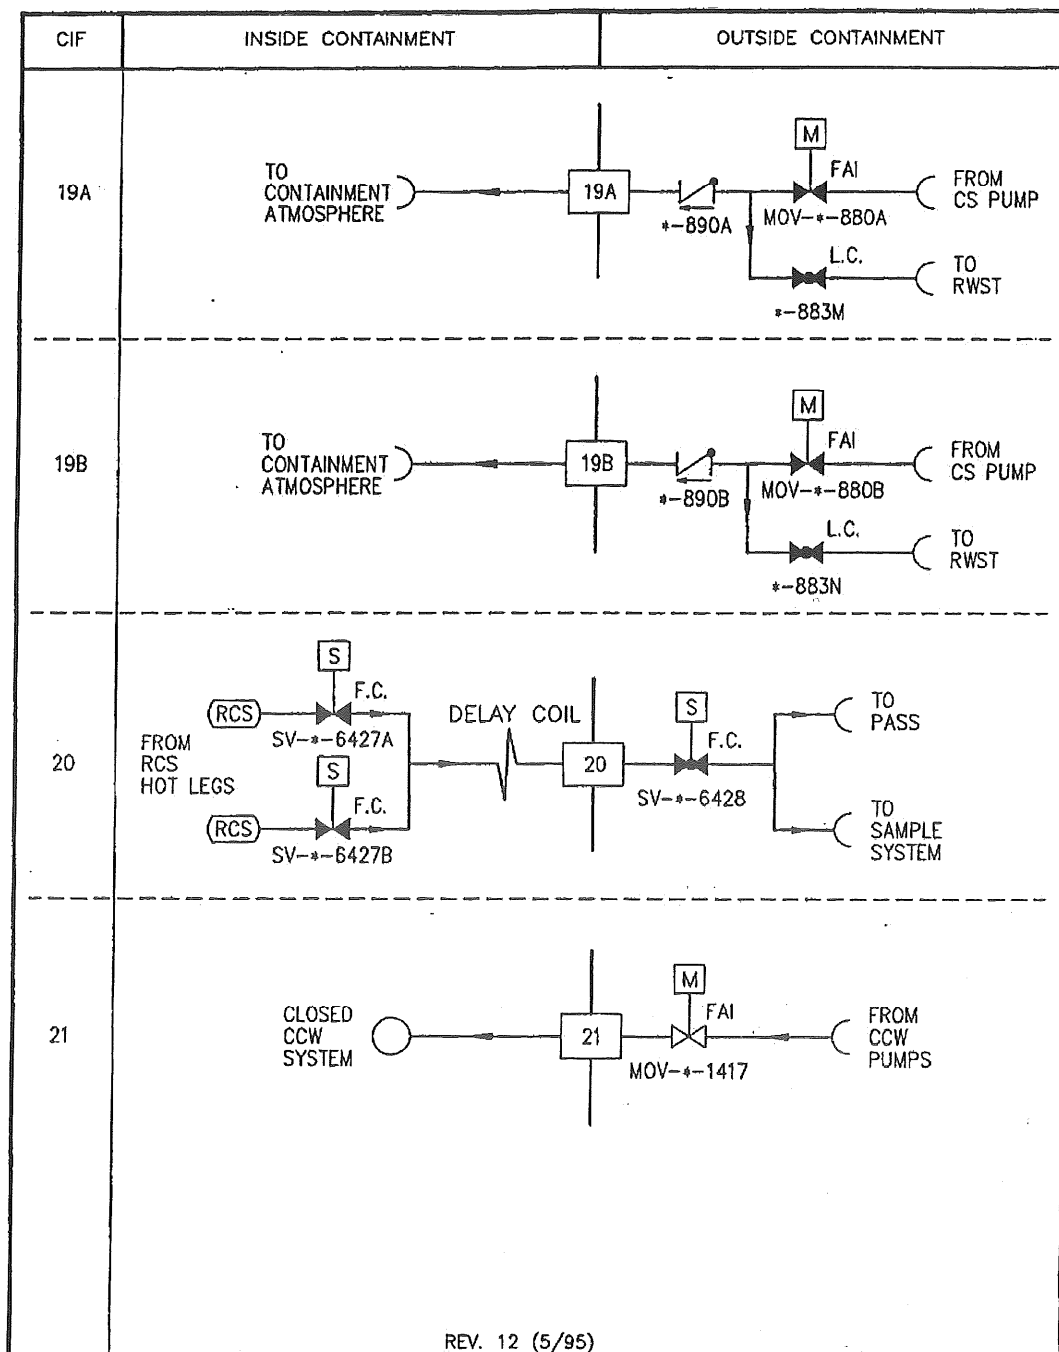 CIF
INSIDE CONTAINMENT
OUTSIDE CONTAINMENT
19A
TO
CONTAINMENT
ATMOSPHERE
19A
*-890A
M
FAI
MOV-*-880A
FROM
CS PUMP
L.C.
*-883M
TO
RWST
19B
TO
CONTAINMENT
ATMOSPHERE
19B
*-890B
M
FAI
MOV-*-880B
FROM
CS PUMP
L.C.
*-883N
TO
RWST
20
FROM
RCS
HOT LEGS
RCS
S
F.C.
SV-*-6427A
RCS
S
F.C.
SV-*-6427B
DELAY COIL
20
S
F.C.
SV-*-6428
TO
PASS
TO
SAMPLE
SYSTEM
21
CLOSED
CCW
SYSTEM
21
M
FAI
MOV-*-1417
FROM
CCW
PUMPS
REV. 12 (5/95)